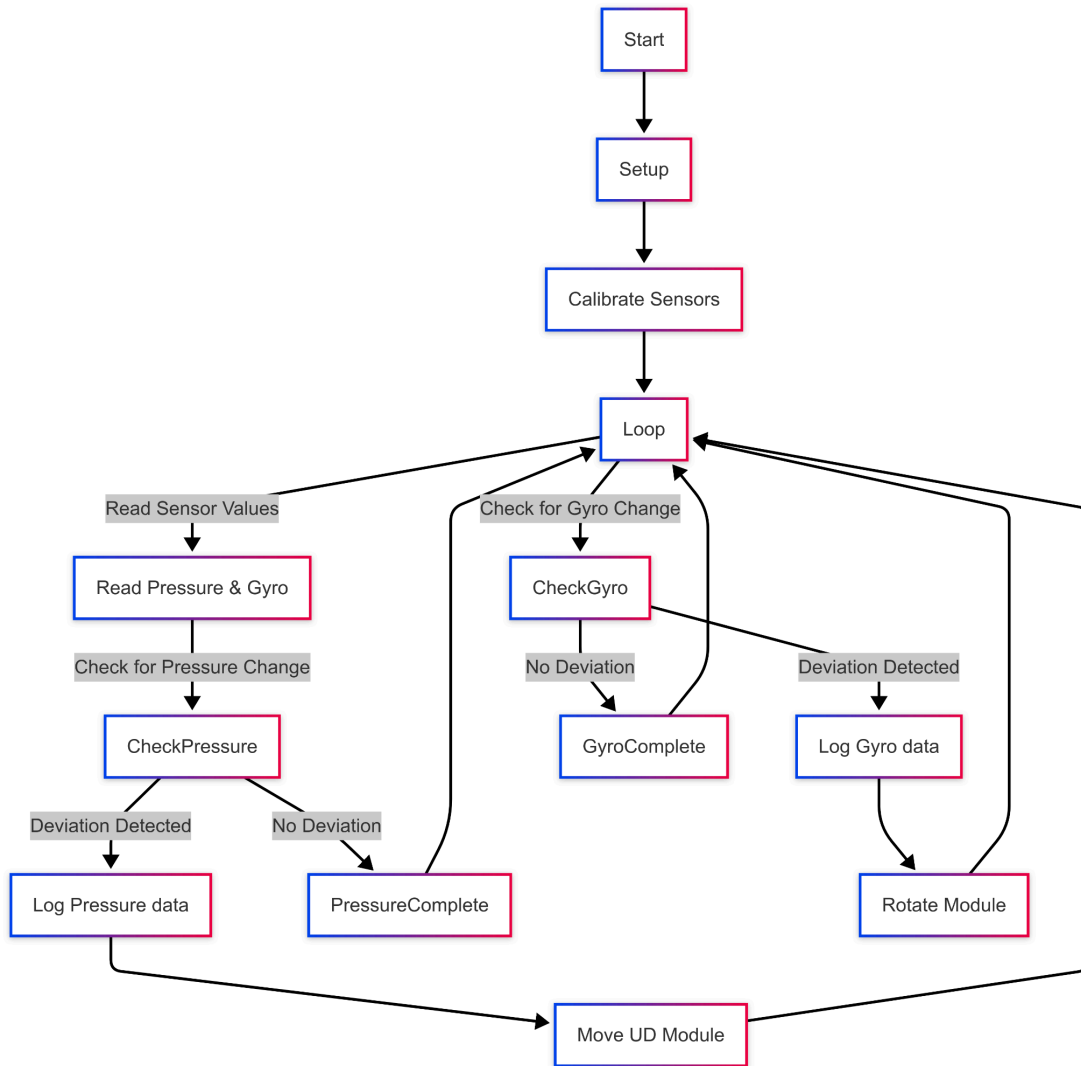 Start
Setup
Calibrate Sensors
Loop
Read Sensor Values
Check for Gyro Change
Read Pressure & Gyro
CheckGyro
Check for Pressure Change
No Deviation
Deviation Detected
CheckPressure
GyroComplete
Log Gyro data
Deviation Detected
No Deviation
Log Pressure data
PressureComplete
Rotate Module
Move UD Module